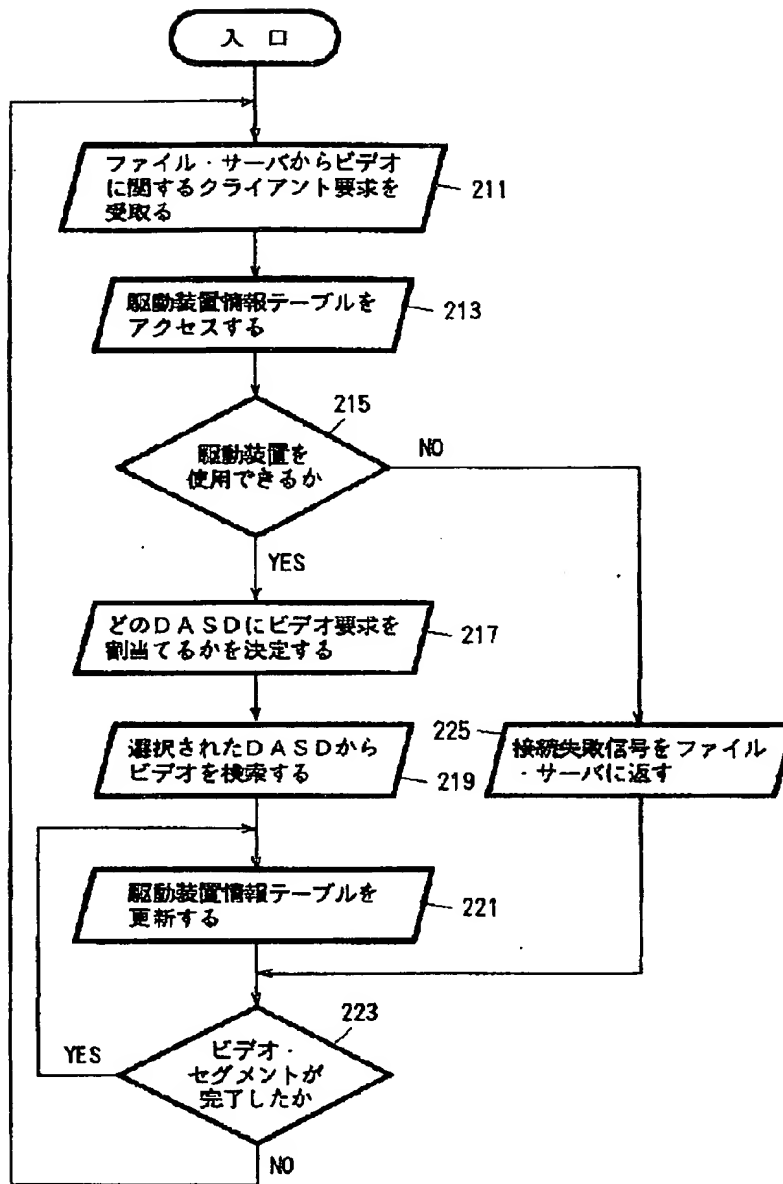 入 口
ファイル・サーバからビデオ
に関するクライアント要求を
受取る
211
駆動装置情報テーブルを
アクセスする
213
215
駆動装置を
使用できるか
NO
YES
どのDASDにビデオ要求を
割当てるかを決定する
217
選択されたDASDから
ビデオを検索する
219
225
接続失敗信号をファイル
・サーバに返す
駆動装置情報テーブルを
更新する
221
223
YES
ビデオ・
セグメントが
完了したか
NO